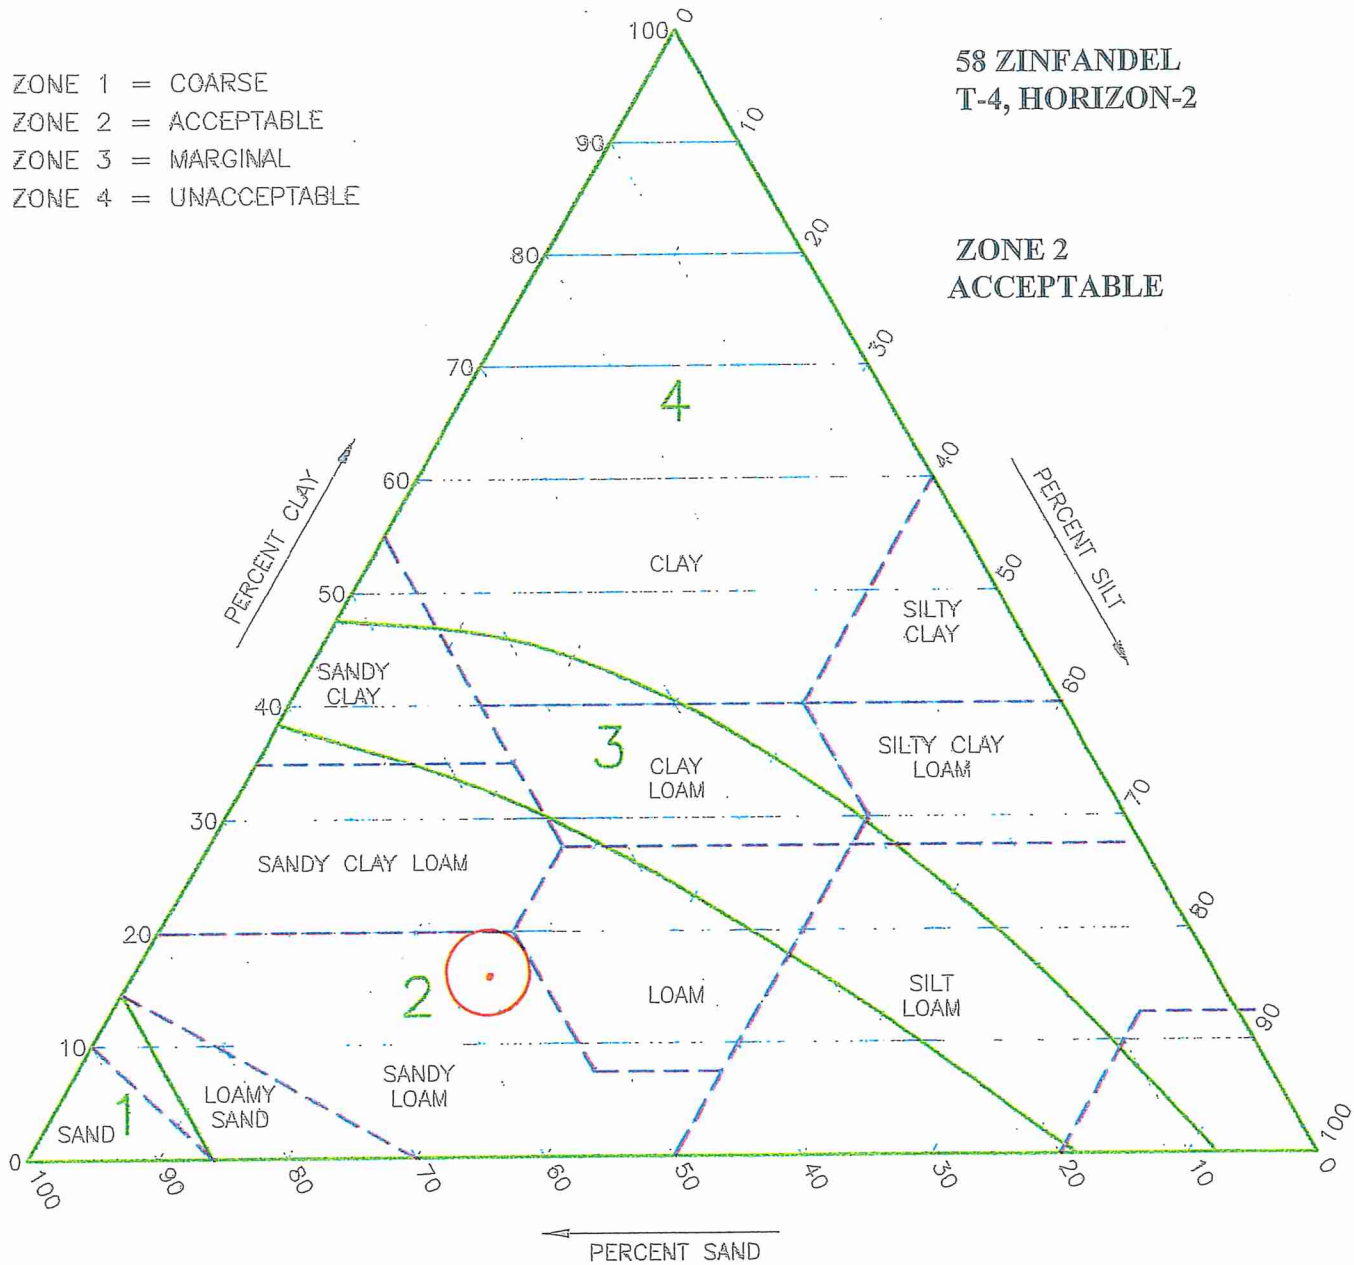 ZONE 1 = COARSE
ZONE 2 = ACCEPTABLE
ZONE 3 = MARGINAL
ZONE 4 = UNACCEPTABLE
58 ZINFANDEL
T-4, HORIZON-2
ZONE 2
ACCEPTABLE
100
0
90
10
80
20
70
30
4
60
40
PERCENT CLAY
PERCENT SILT
CLAY
50
50
SILTY
CLAY
SANDY
CLAY
40
60
3
CLAY
LOAM
SILTY CLAY
LOAM
30
70
SANDY CLAY LOAM
20
80
2
LOAM
SILT
LOAM
10
90
SANDY
LOAM
LOAMY
SAND
1
SAND
0
100
100
90
80
70
60
50
40
30
20
10
0
PERCENT SAND